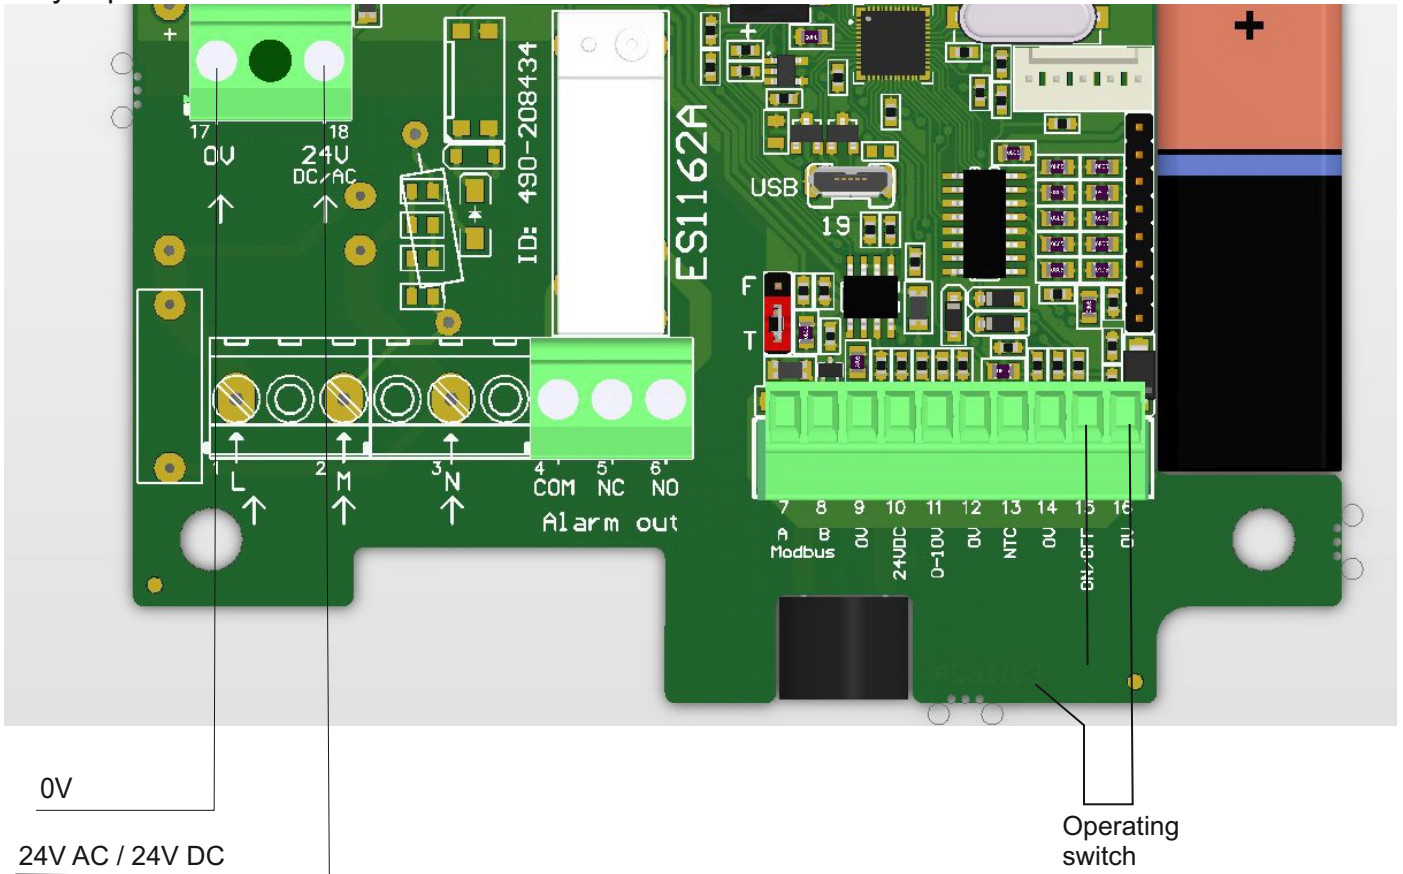 +
+
+
17 18
0V 24V
DC/AC
ID: 490-208434
ES1162A
USB
19
F
T
1 2 3 4 5 6
L M N COM NC NO
Alarm out
7 8 9 10 11 12 13 14 15 16
A B 0V 24VDC 0-10V 0V NTC 0V ON/OFF 0V
Modbus
ES1162A
0V
24V AC / 24V DC
Operating
switch